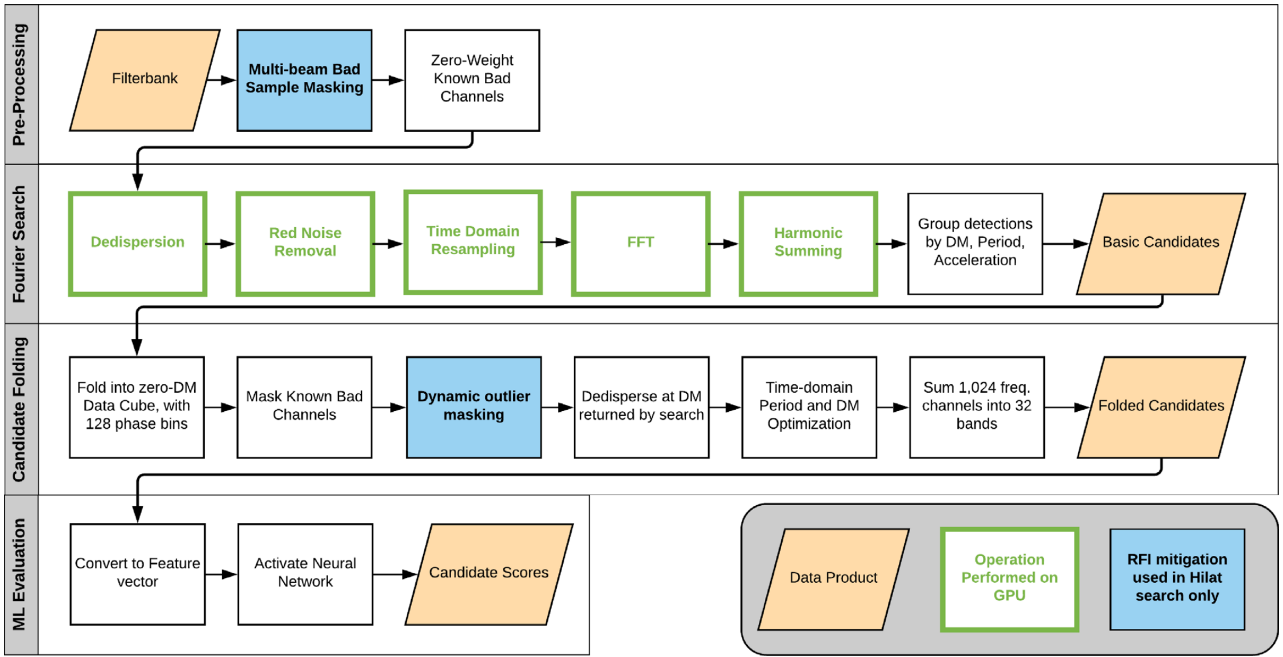 Pre-Processing
Filterbank
Multi-beam Bad
Sample Masking
Zero-Weight
Known Bad
Channels
Fourier Search
Dedispersion
Red Noise
Removal
Time Domain
Resampling
FFT
Harmonic
Summing
Group detections
by DM, Period,
Acceleration
Basic Candidates
Candidate Folding
Fold into zero-DM
Data Cube, with
128 phase bins
Mask Known Bad
Channels
Dynamic outlier
masking
Dedisperse at DM
returned by search
Time-domain
Period and DM
Optimization
Sum 1,024 freq.
channels into 32
bands
Folded Candidates
ML Evaluation
Convert to Feature
vector
Activate Neural
Network
Candidate Scores
Data Product
Operation
Performed on
GPU
RFI mitigation
used in Hilat
search only